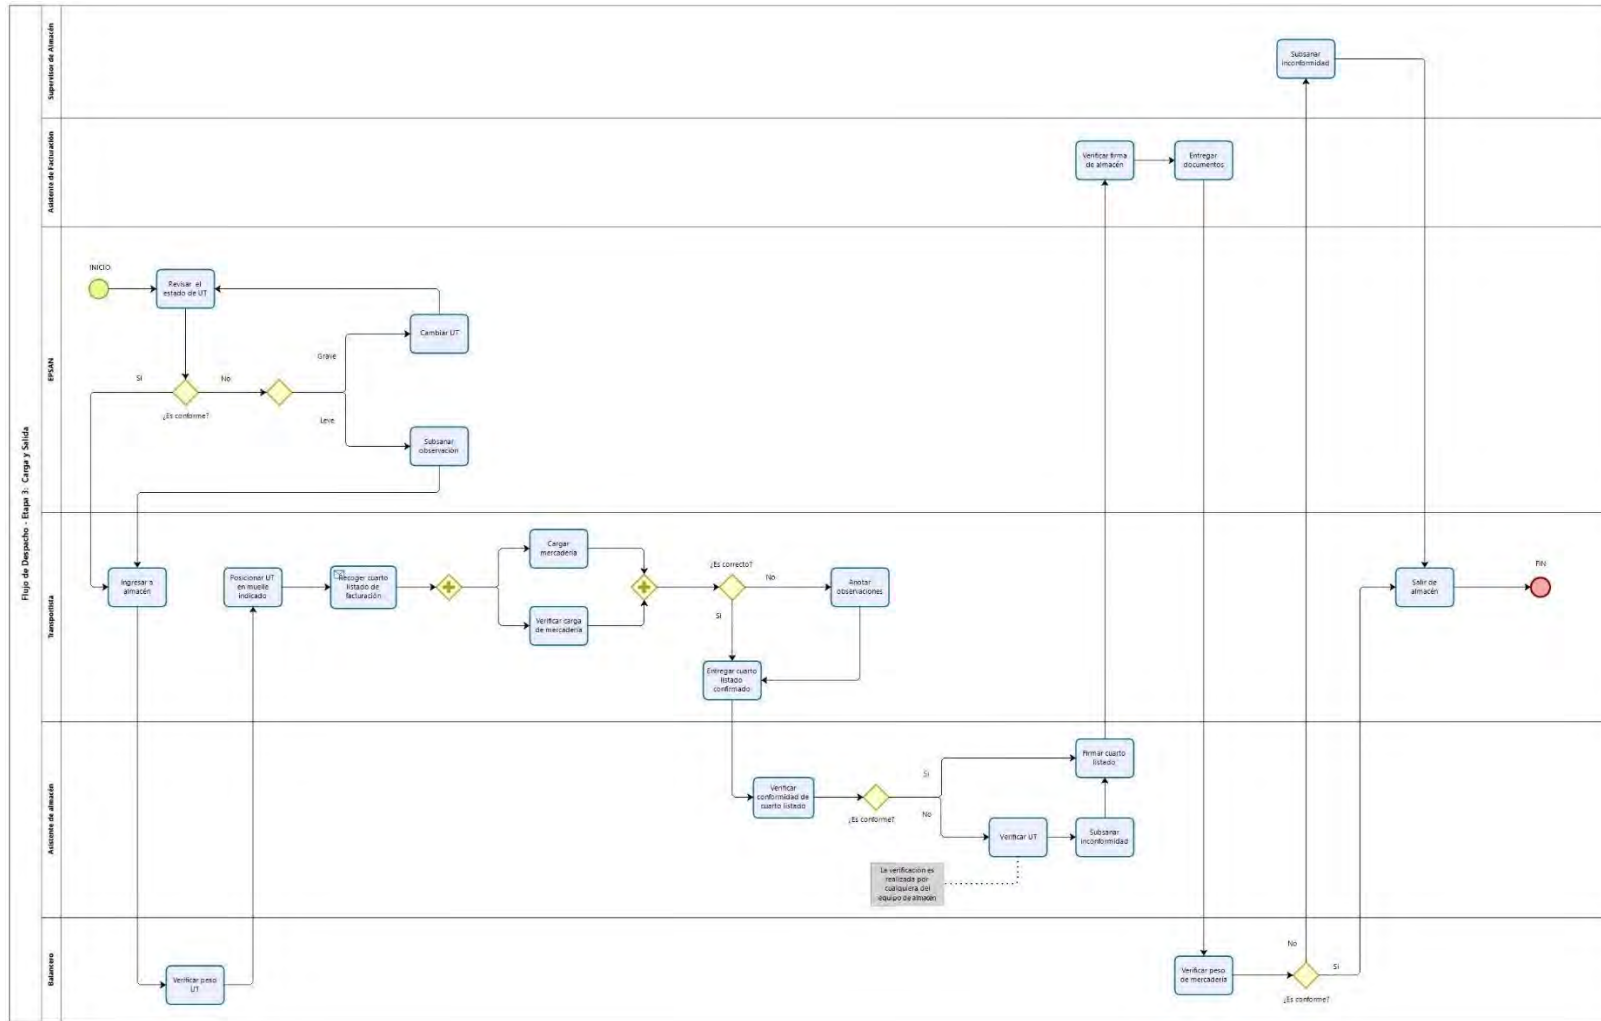 Flujo de Despacho - Etapa 3: Carga y Salida
Supervisor de Almacén
Subsanar
inconformidad
Asistente de Facturación
Verificar firma
de almacén
Entregar
documentos
EPSAN
INICIO
Revisar el
estado de UT
Cambiar UT
Grave
Si
No
¿Es conforme?
Leve
Subsanar
observación
Transportista
Ingresar a
almacén
Posicionar UT
en muelle
indicado
Recoger cuarto
listado de
facturación
Cargar
mercadería
Verificar carga
de mercadería
¿Es correcto?
No
Si
Anotar
observaciones
Entregar cuarto
listado
confirmado
Salir de
almacén
FIN
Asistente de almacén
Verificar
conformidad de
cuarto listado
¿Es conforme?
Si
No
Firmar cuarto
listado
Verificar UT
Subsanar
inconformidad
La verificación es
realizada por
cualquiera del
equipo de almacén
Balancero
Verificar peso
UT
Verificar peso
de mercadería
No
Si
¿Es conforme?